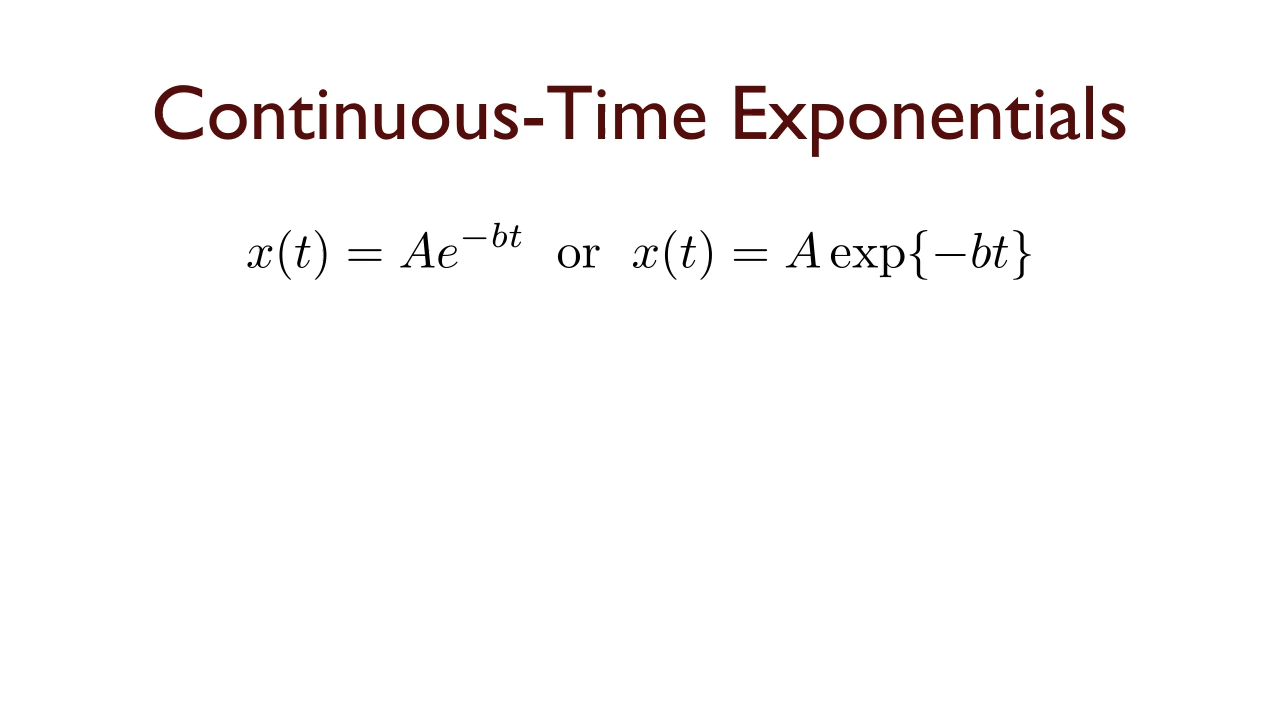 Continuous-Time Exponentials
x(t) = Ae^{-bt} or x(t) = A exp{−bt}